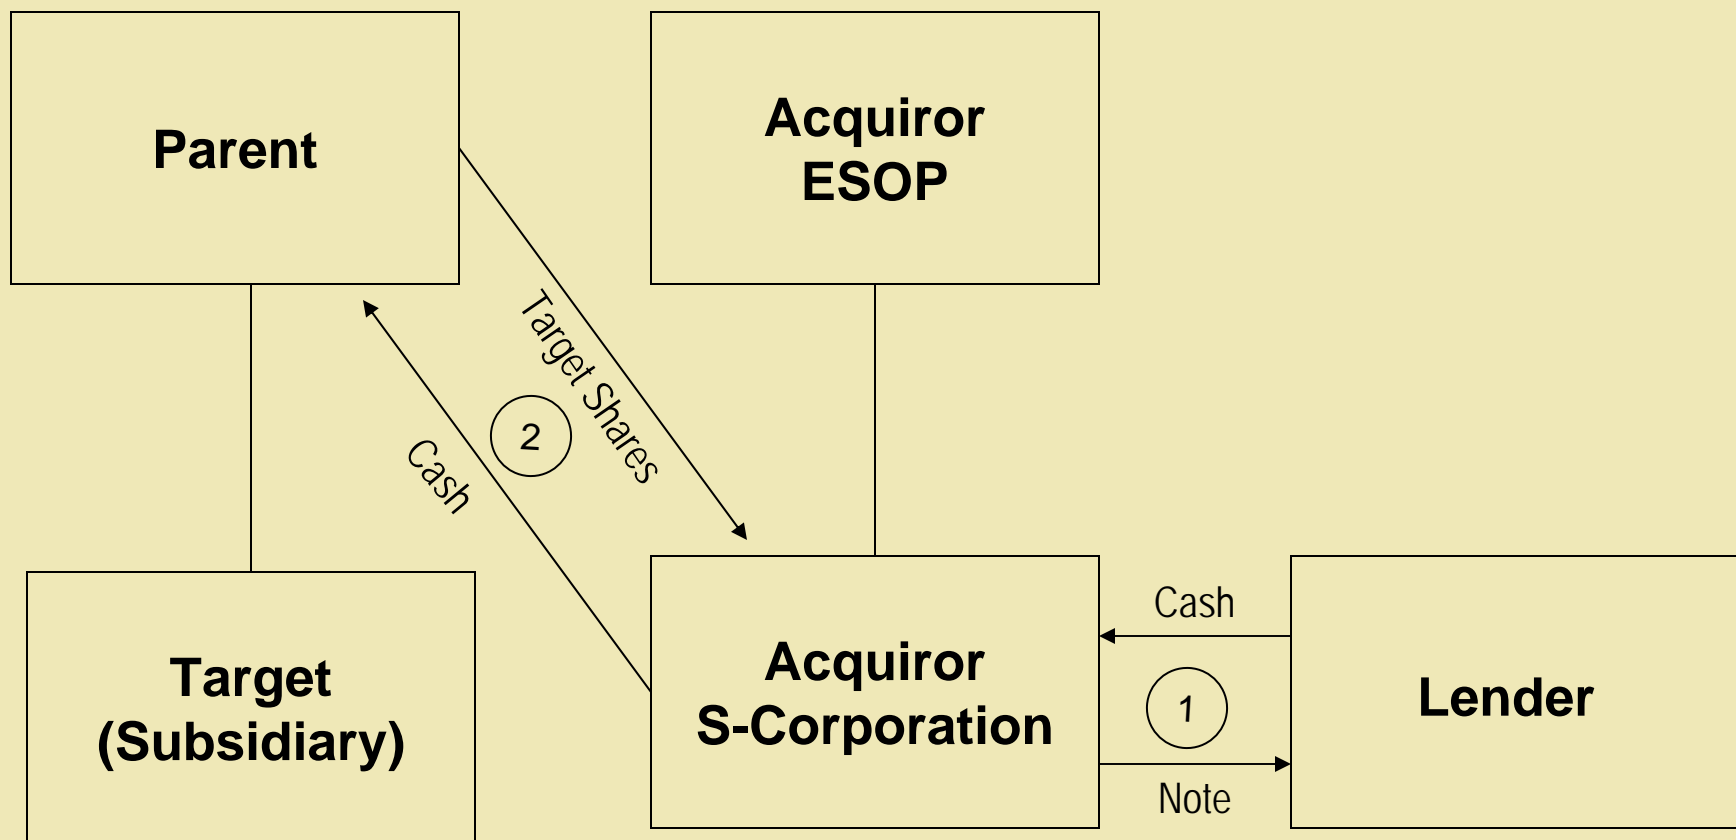 Parent
Acquiror
ESOP
Target Shares
2
Cash
Target
(Subsidiary)
Acquiror
S-Corporation
Cash
1
Note
Lender